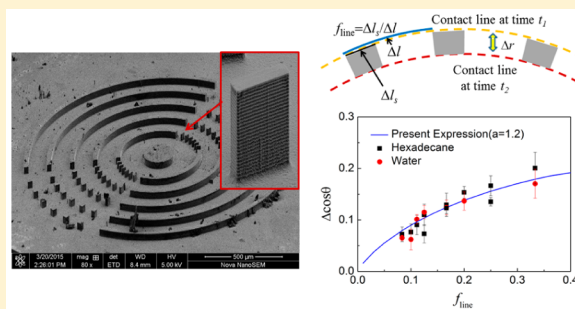 f_line=Δl_s/Δl
Contact line at time t_1
Δl
Δr
Δl_s
Contact line
at time t_2
3/20/2015
2:26:01 PM
mag
80 x
det
ETD
WD
8.4 mm
HV
5.00 kV
500 μm
Nova NanoSEM
Present Expression(a=1.2)
Hexadecane
Water
Δcosθ
0.3
0.2
0.1
0.0
0.0
0.1
0.2
0.3
0.4
f_line